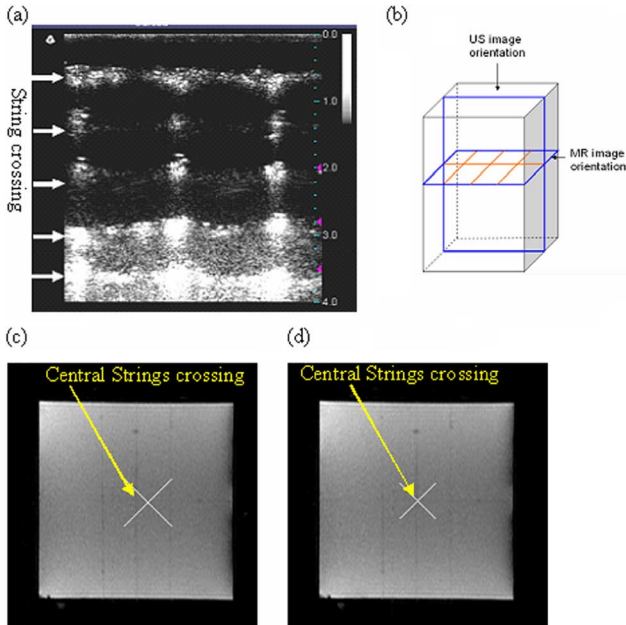 (a)
0.0
1.0
2.0
3.0
4.0
String crossing
(b)
US image
orientation
MR image
orientation
(c)
Central Strings crossing
(d)
Central Strings crossing